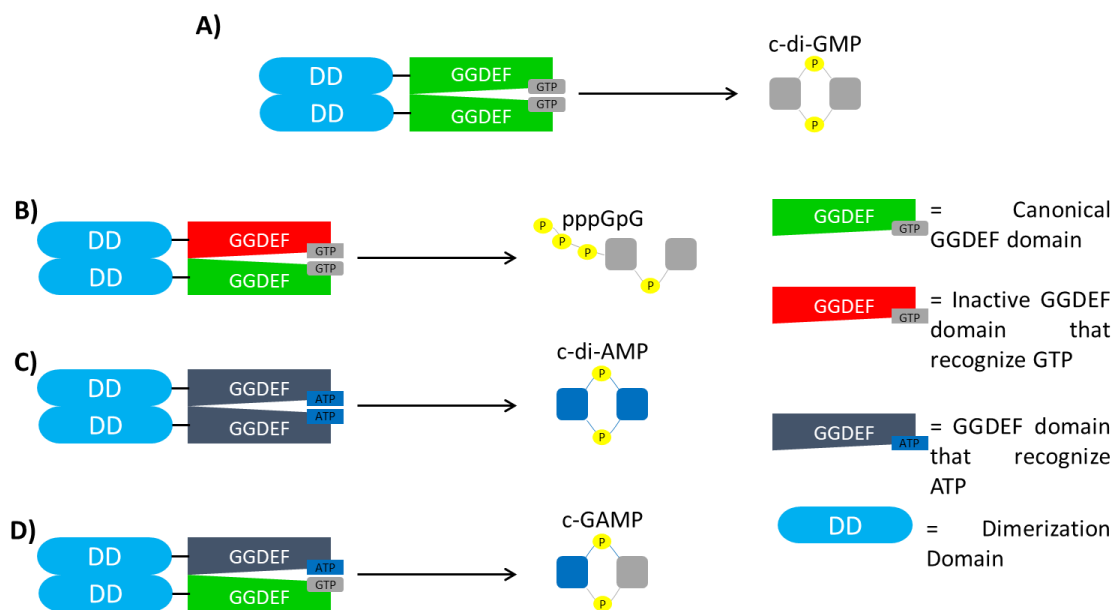 A)
c-di-GMP
DD
GGDEF
GTP
GTP
DD
GGDEF
P
P
B)
pppGpG
DD
GGDEF
GTP
GTP
DD
GGDEF
P
P
P
P
C)
c-di-AMP
DD
GGDEF
ATP
ATP
DD
GGDEF
P
P
D)
c-GAMP
DD
GGDEF
ATP
GTP
DD
GGDEF
P
P
GGDEF
GTP
= Canonical
GGDEF domain
GGDEF
GTP
= Inactive GGDEF
domain that
recognize GTP
GGDEF
ATP
= GGDEF domain
that recognize
ATP
DD
= Dimerization
Domain